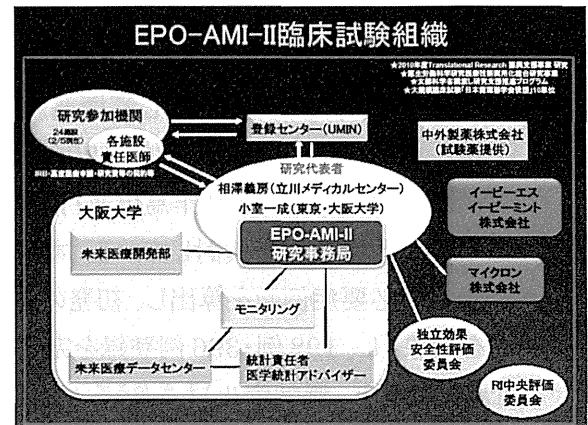 EPO-AMI-II臨床試験組織
研究参加機関
24施設
(2/5現在)
各施設
責任医師
登録センター(UMIN)
中外製薬株式会社
(試験薬提供)
研究代表者
相澤義房(立川メディカルセンター)
小室一成(東京・大阪大学)
EPO-AMI-II
研究事務局
イーピーエス
イーピーミント
株式会社
大阪大学
未来医療開発部
マイクロン
株式会社
モニタリング
独立効果
安全性評価
委員会
未来医療データセンター
統計責任者
医学統計アドバイザー
RI中央評価
委員会